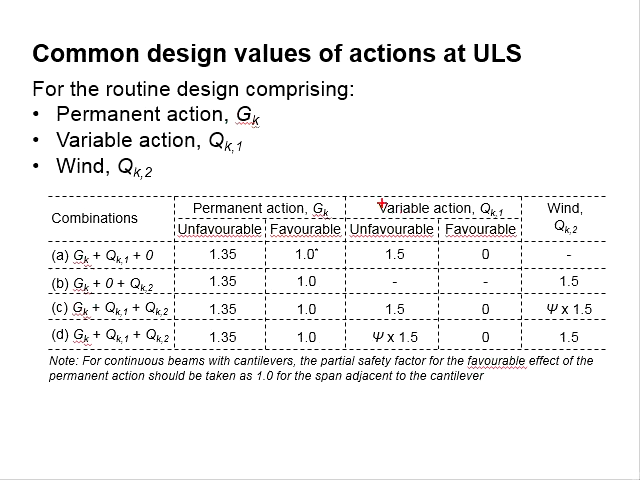 Common design values of actions at ULS
For the routine design comprising:
• Permanent action, Gk
• Variable action, Qk,1
• Wind, Qk,2
Combinations Permanent action, Gk Variable action, Qk,1 Wind, Qk,2
Unfavourable Favourable Unfavourable Favourable
(a) Gk + Qk,1 + 0 1.35 1.0* 1.5 0 -
(b) Gk + 0 + Qk,2 1.35 1.0 - - 1.5
(c) Gk + Qk,1 + Qk,2 1.35 1.0 1.5 0 Ψ x 1.5
(d) Gk + Qk,1 + Qk,2 1.35 1.0 Ψ x 1.5 0 1.5
Note: For continuous beams with cantilevers, the partial safety factor for the favourable effect of the
permanent action should be taken as 1.0 for the span adjacent to the cantilever